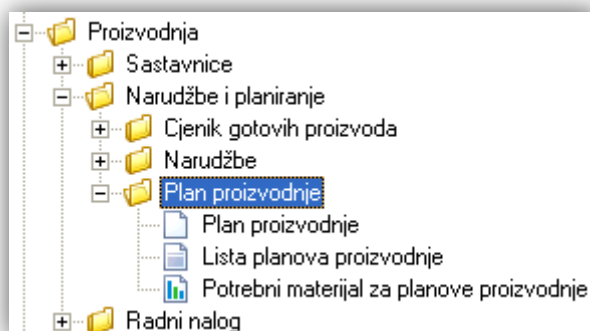 Proizvodnja
Sastavnice
Narudžbe i planiranje
Cjenik gotovih proizvoda
Narudžbe
Plan proizvodnje
Plan proizvodnje
Lista planova proizvodnje
Potrebni materijal za planove proizvodnje
Radni nalog